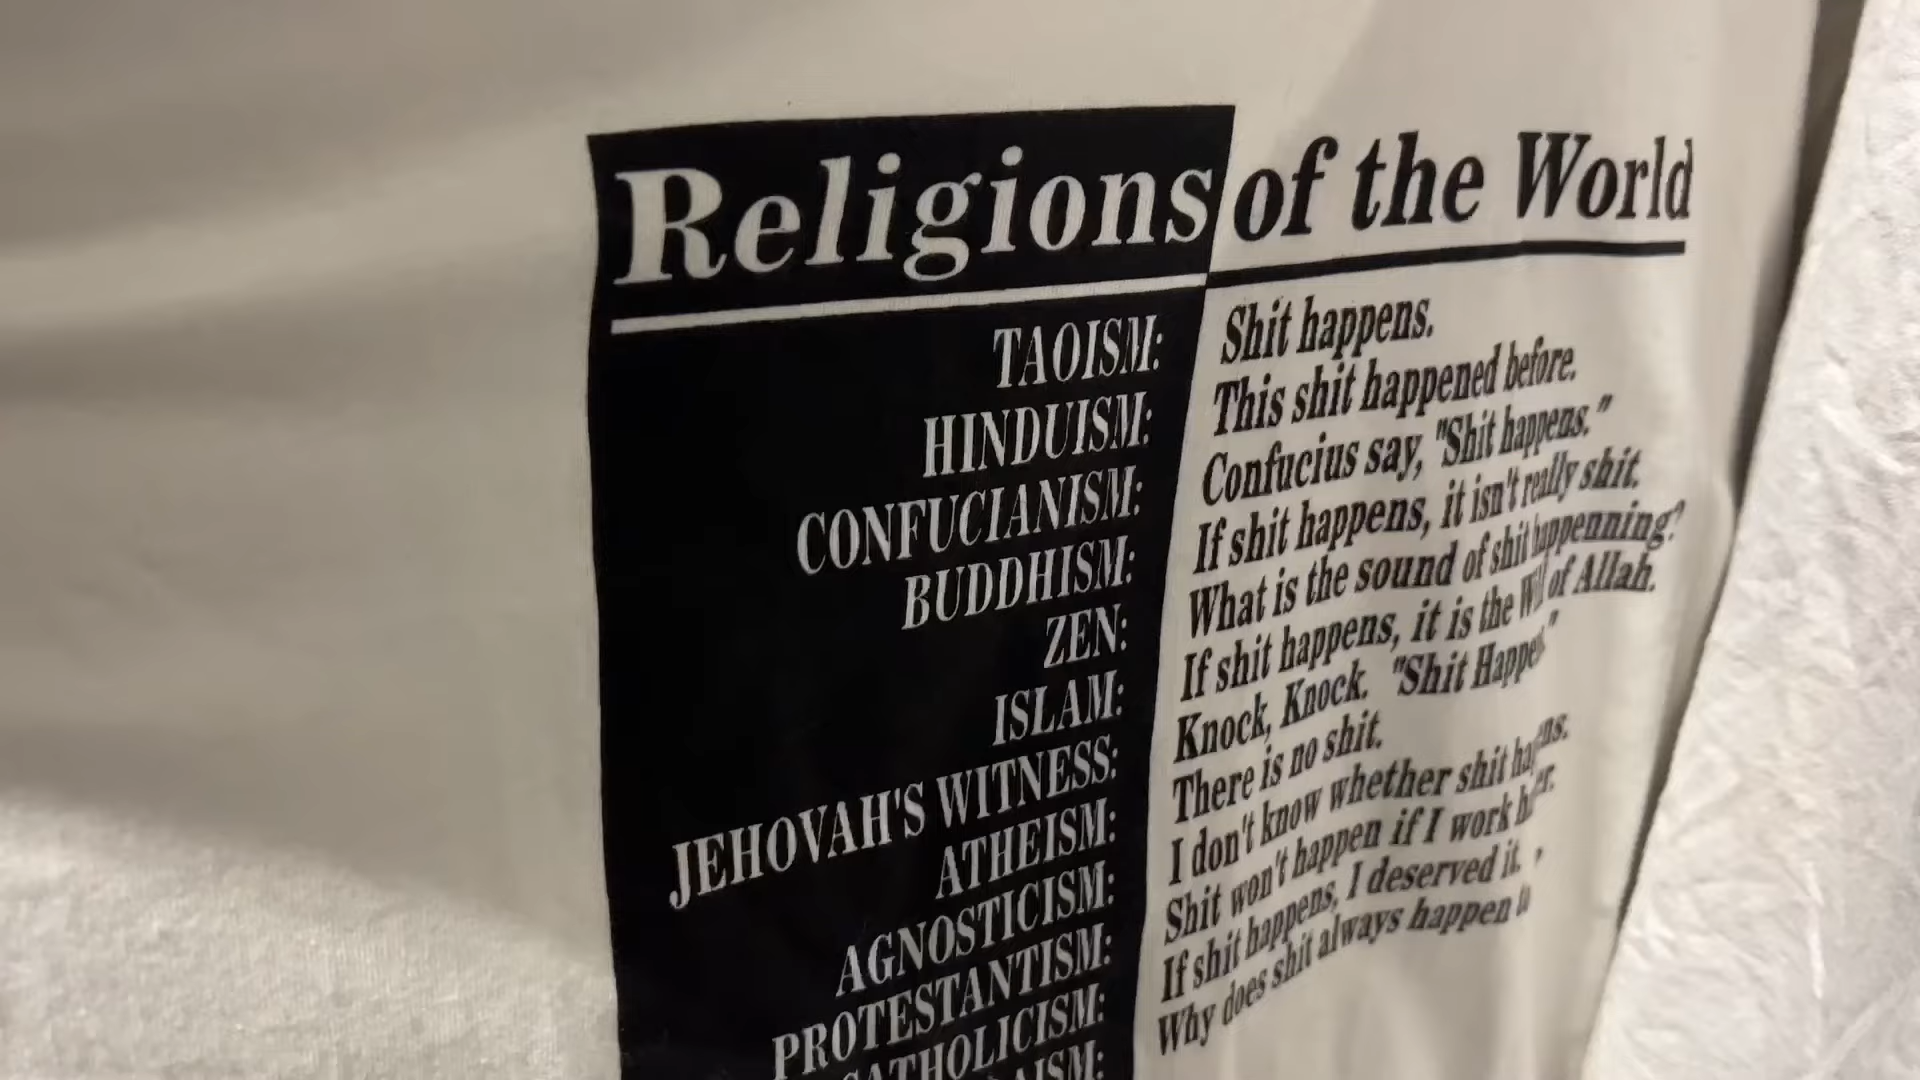 Religions of the World
TAOISM: Shit happens.
HINDUISM: This shit happened before.
CONFUCIANISM: Confucius say, "Shit happens."
BUDDHISM: If shit happens, it isn't really shit.
ZEN: What is the sound of shit happenning?
ISLAM: If shit happens, it is the Will of Allah.
JEHOVAH'S WITNESS: Knock, Knock. "Shit
ATHEISM: There is no shit.
AGNOSTICISM: I don't know whether shit
PROTESTANTISM: Shit won't happen if I work
CATHOLICISM: If shit happens, I deserved it.
Why does shit always happen